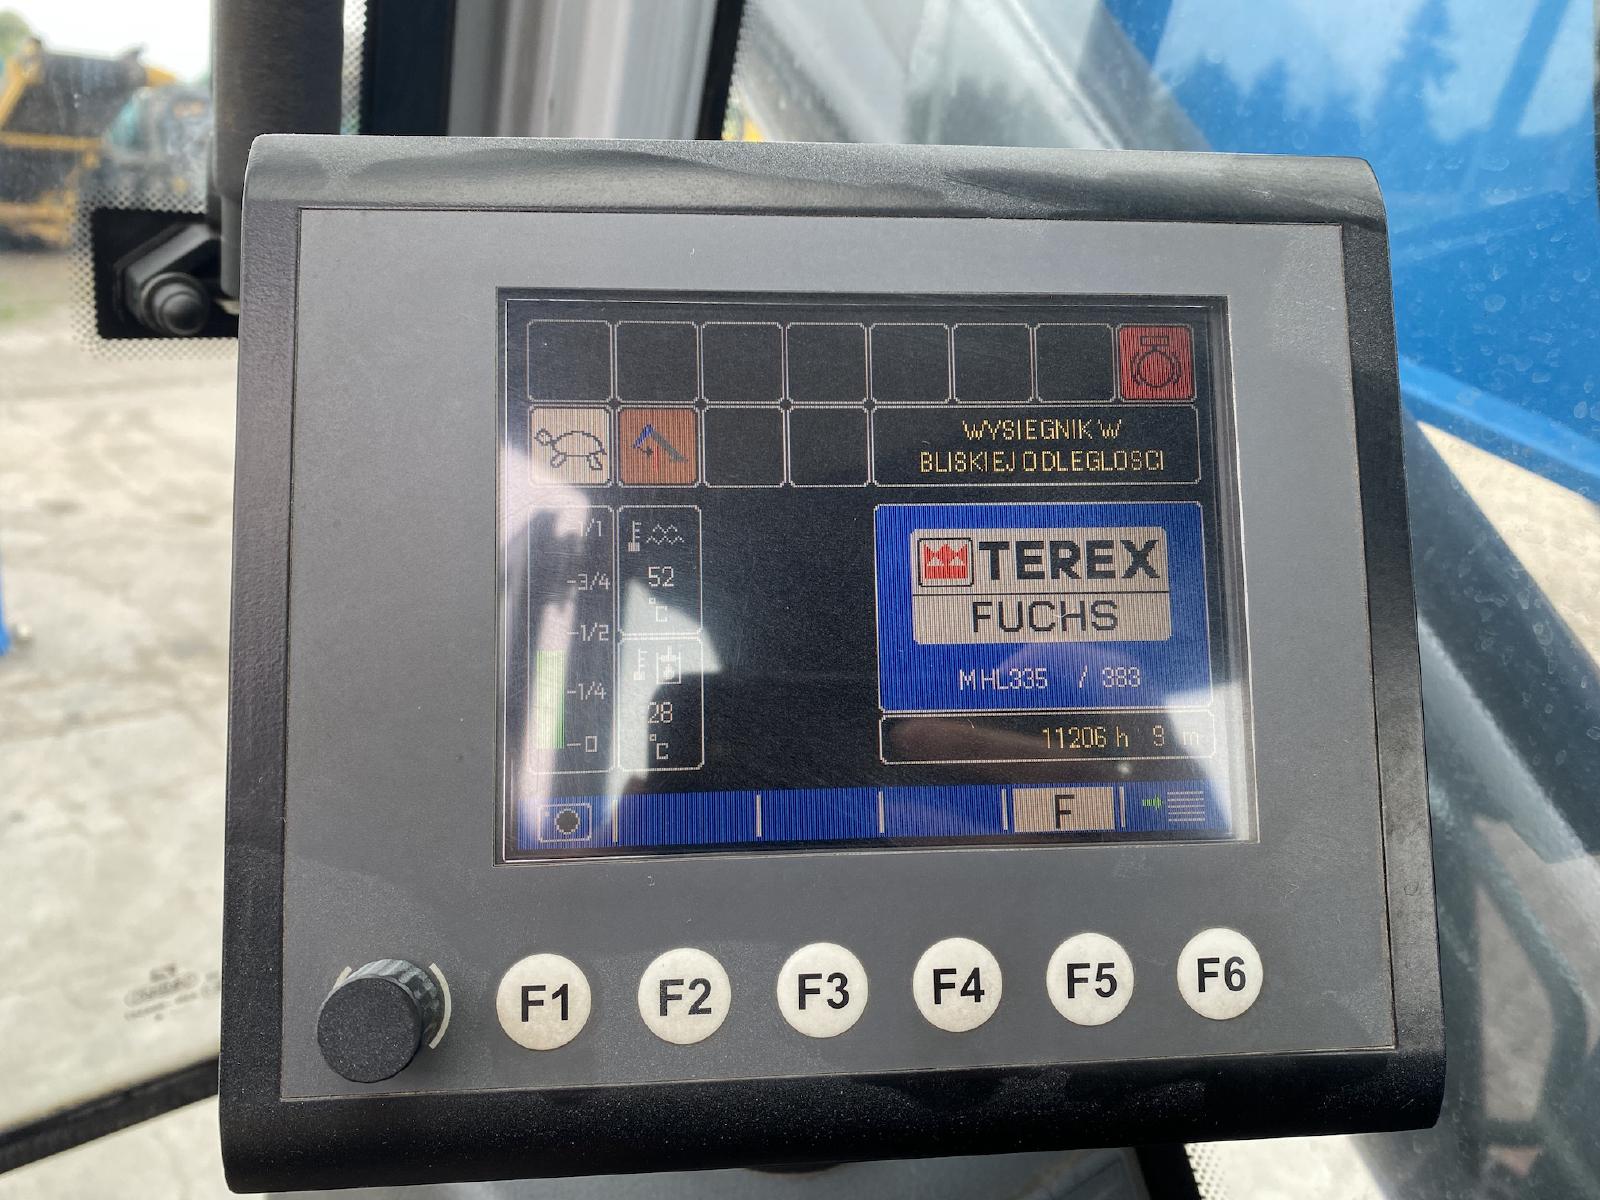 WYSIEGNIK W
BLISKIEJ ODLEGLOSCI
1/1
3/4
1/2
1/4
0
52
°C
28
°C
TEREX
FUCHS
MHL335 / 383
11206 h 9 m
F
F1 F2 F3 F4 F5 F6